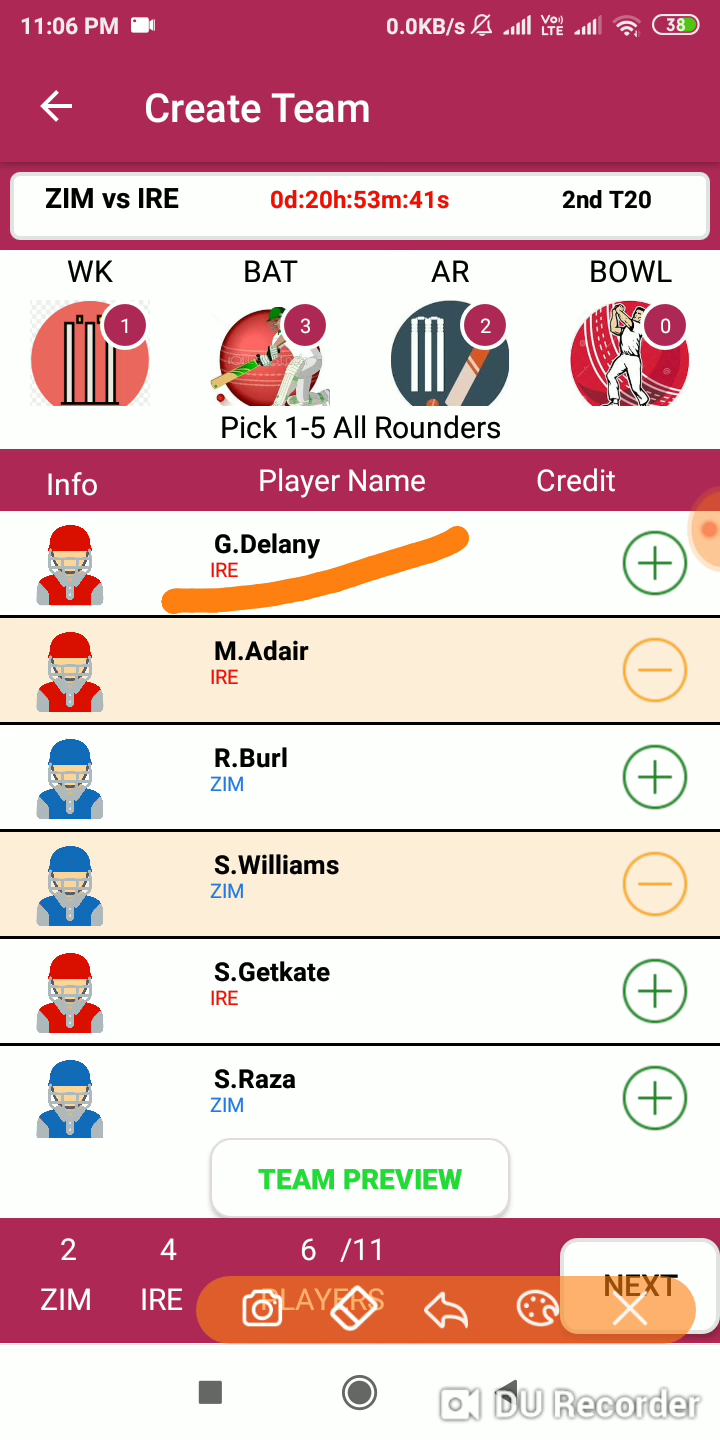 11:06 PM 0.0KB/s Vo)) LTE 38
Create Team
ZIM vs IRE 0d:20h:53m:41s 2nd T20
WK BAT AR BOWL
1 3 2 0
Pick 1-5 All Rounders
Info Player Name Credit
G.Delany
IRE
M.Adair
IRE
R.Burl
ZIM
S.Williams
ZIM
S.Getkate
IRE
S.Raza
ZIM
TEAM PREVIEW
2 4 6 /11
NEXT
ZIM IRE PLAYERS
DU Recorder